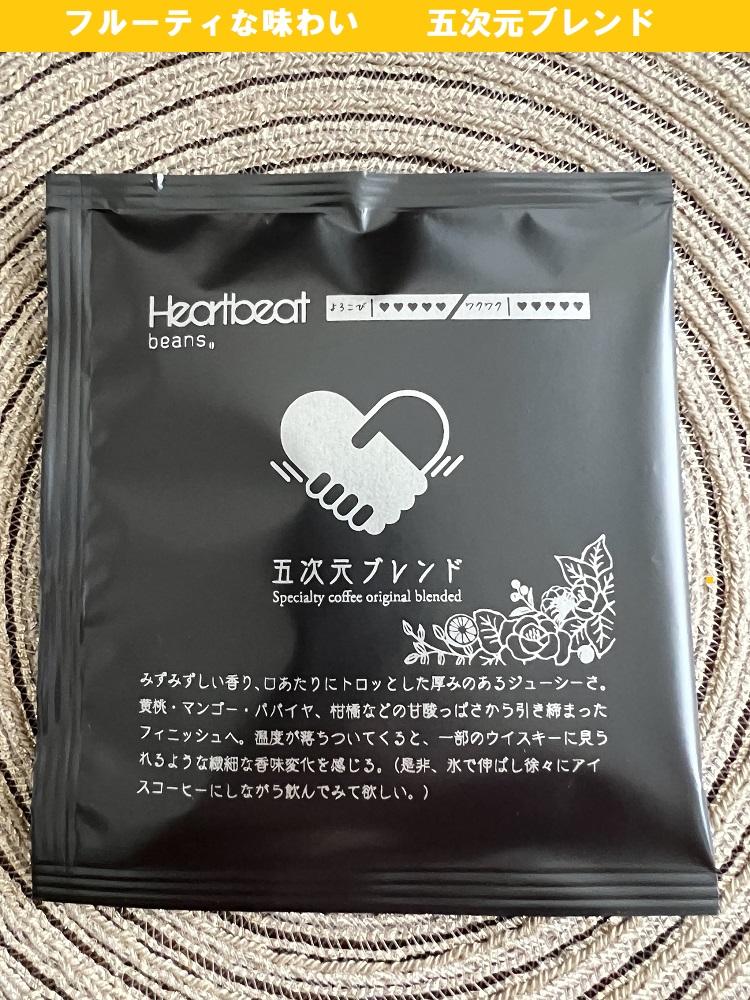 フルーティな味わい　　五次元ブレンド
Heartbeat
beans®
よろこび ♥♥♥♥♥ / ワクワク ♥♥♥♥♥
五次元ブレンド
Specialty coffee original blended
みずみずしい香り、口あたりにトロッとした厚みのあるジューシーさ。
黄桃・マンゴー・パパイヤ、柑橘などの甘酸っぱさから引き締まった
フィニッシュへ。温度が落ちついてくると、一部のウイスキーに見ら
れるような繊細な香味変化を感じる。(是非、氷で伸ばし徐々にアイ
スコーヒーにしながら飲んでみて欲しい。)